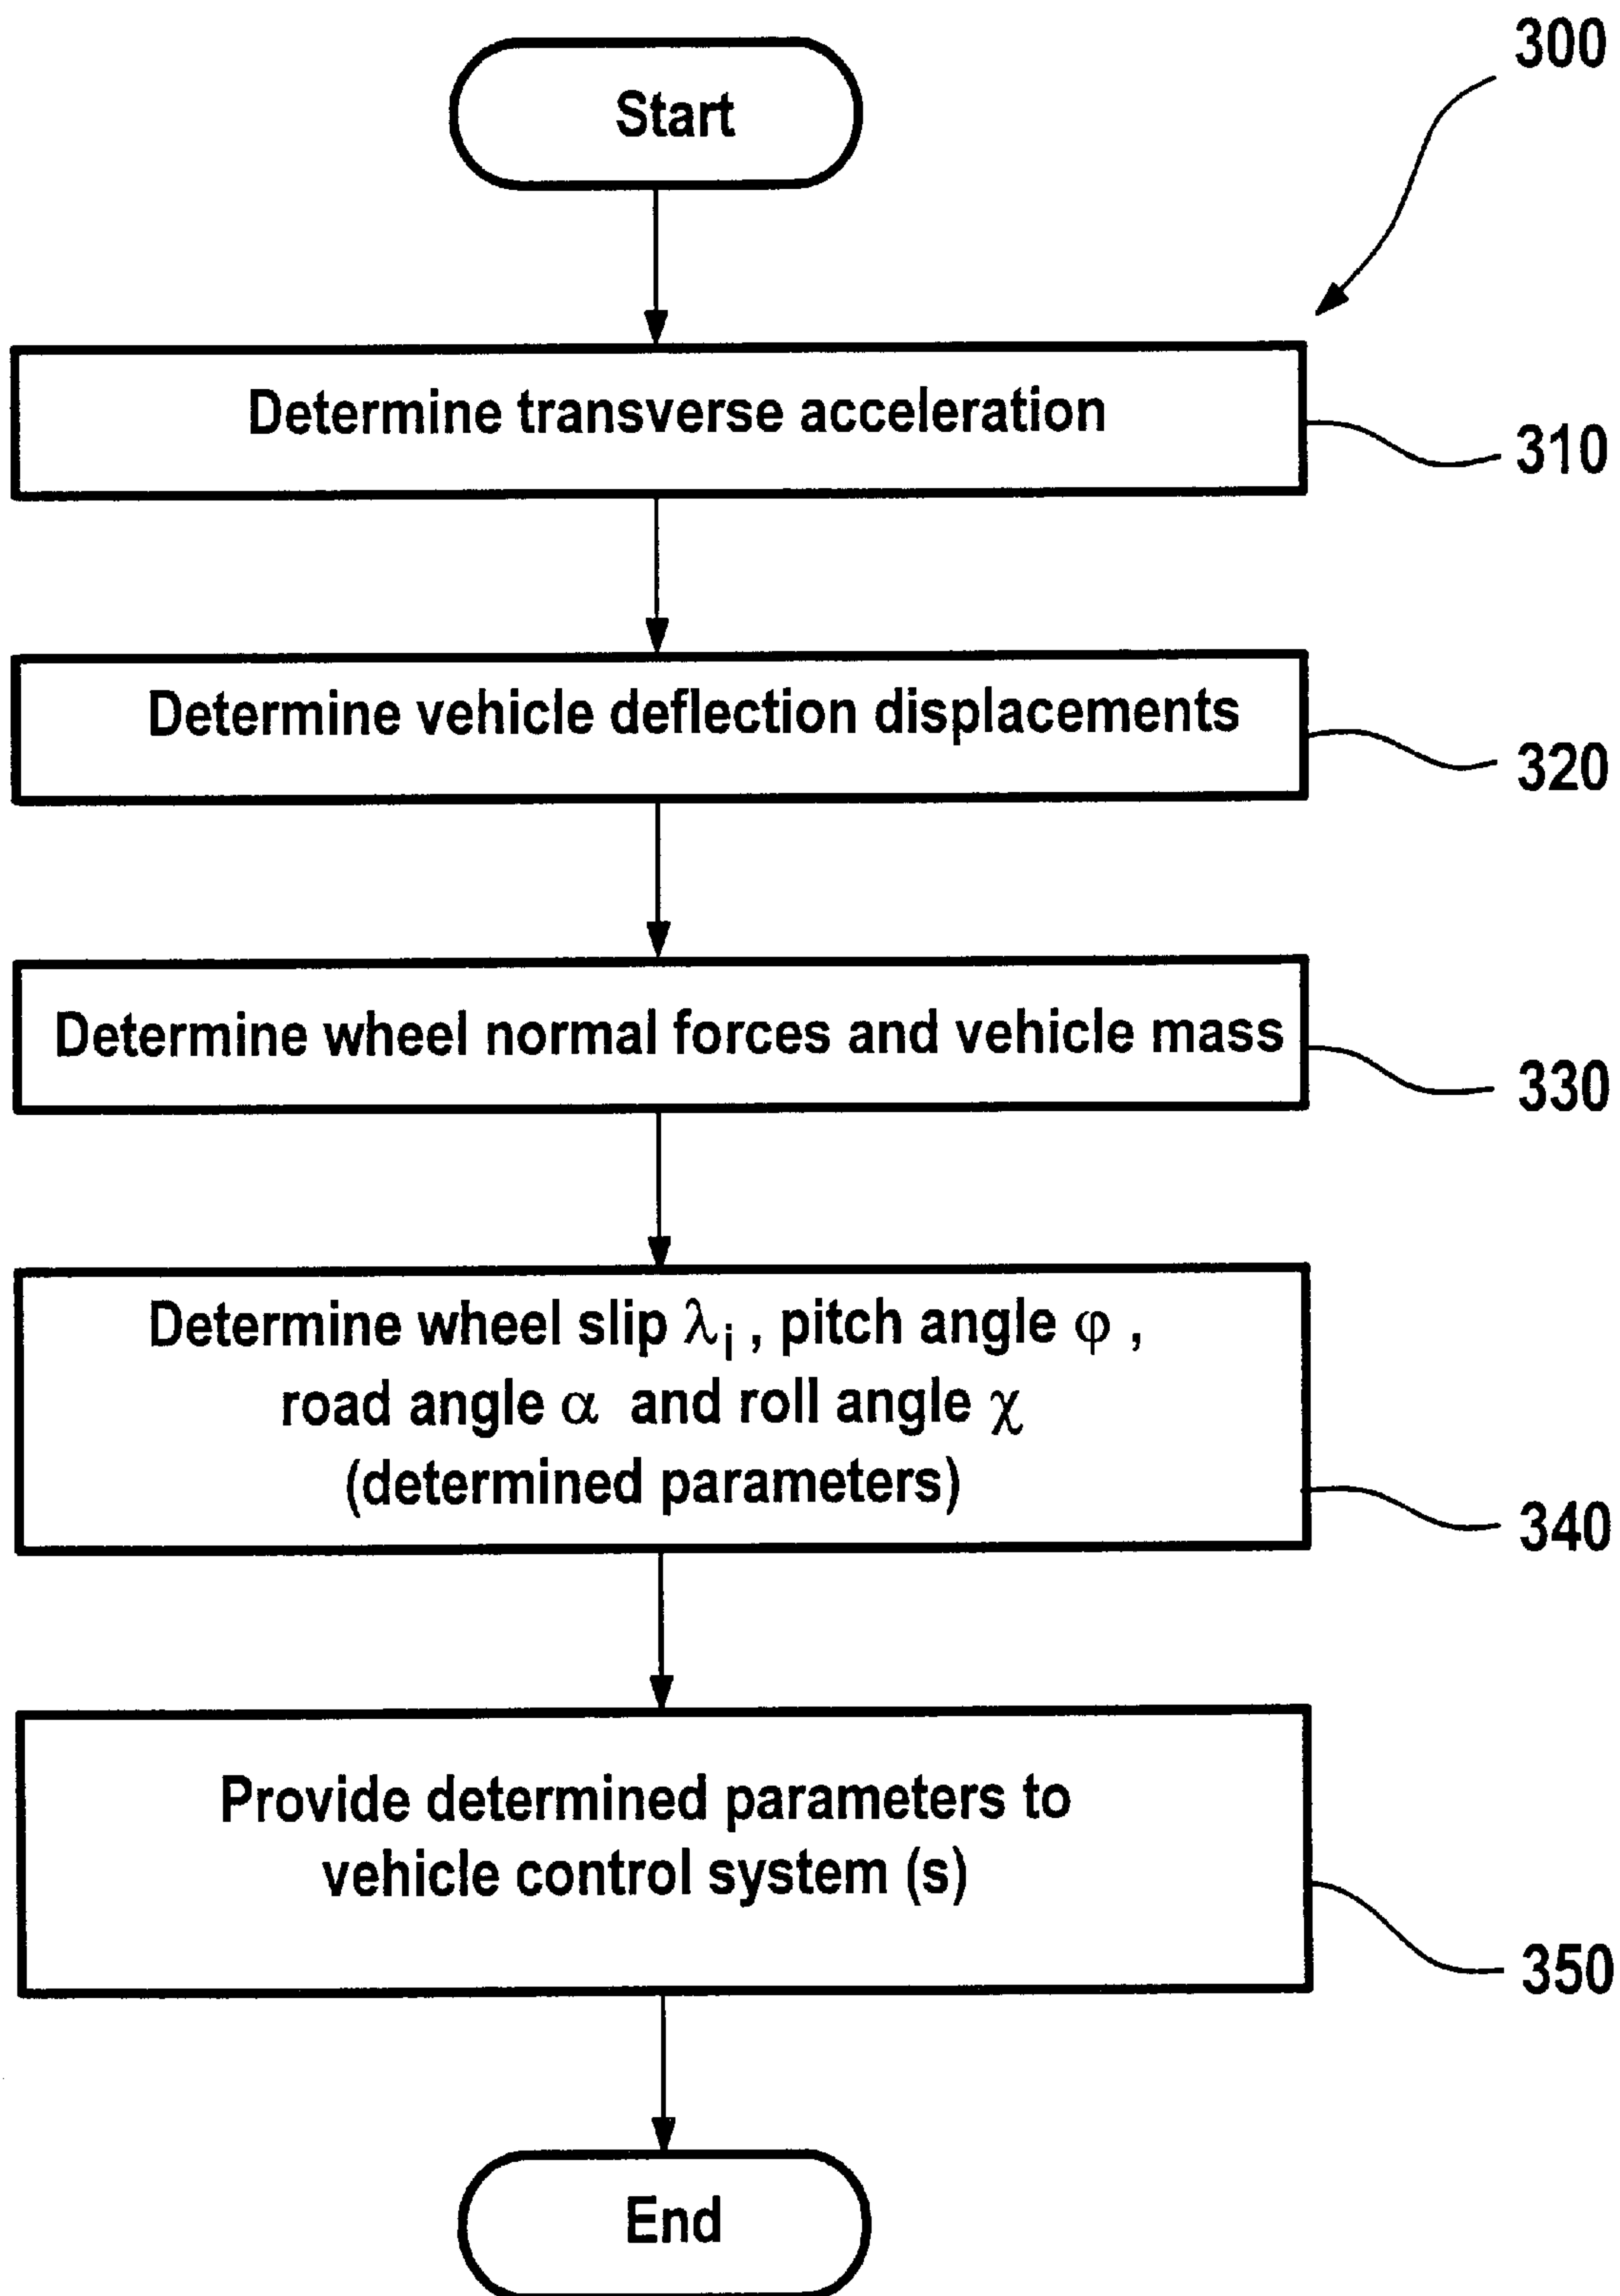 300
Start
Determine transverse acceleration
310
Determine vehicle deflection displacements
320
Determine wheel normal forces and vehicle mass
330
Determine wheel slip λi , pitch angle φ ,
road angle α and roll angle χ
(determined parameters)
340
Provide determined parameters to
vehicle control system (s)
350
End